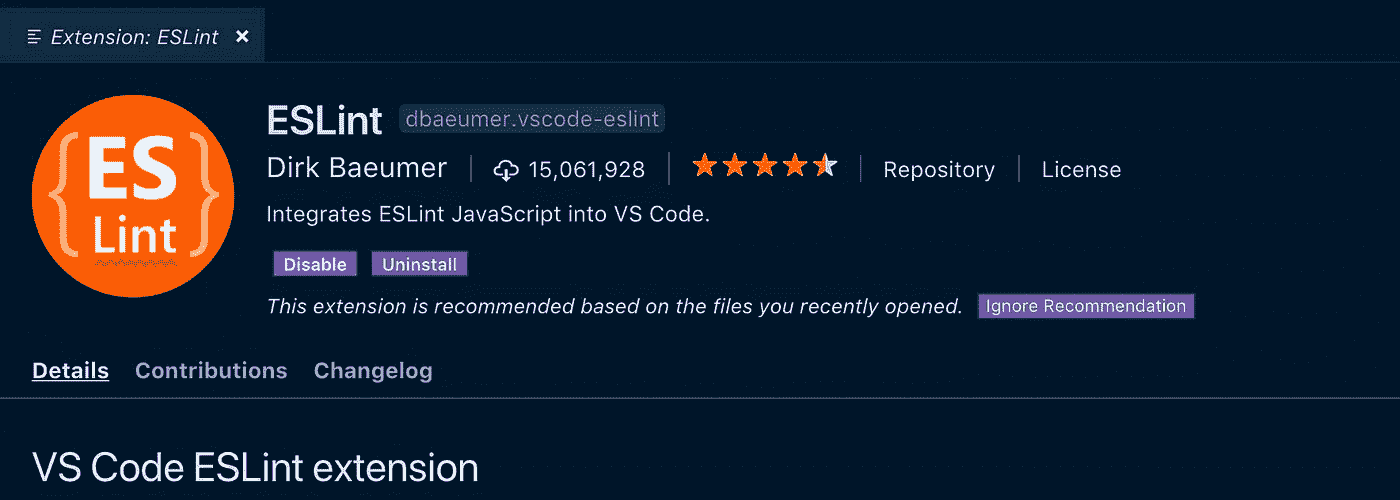 Extension: ESLint
{ES}
Lint
ESLint dbaeumer.vscode-eslint
Dirk Baeumer | 15,061,928 | Repository | License
Integrates ESLint JavaScript into VS Code.
Disable Uninstall
This extension is recommended based on the files you recently opened. Ignore Recommendation
Details Contributions Changelog
VS Code ESLint extension